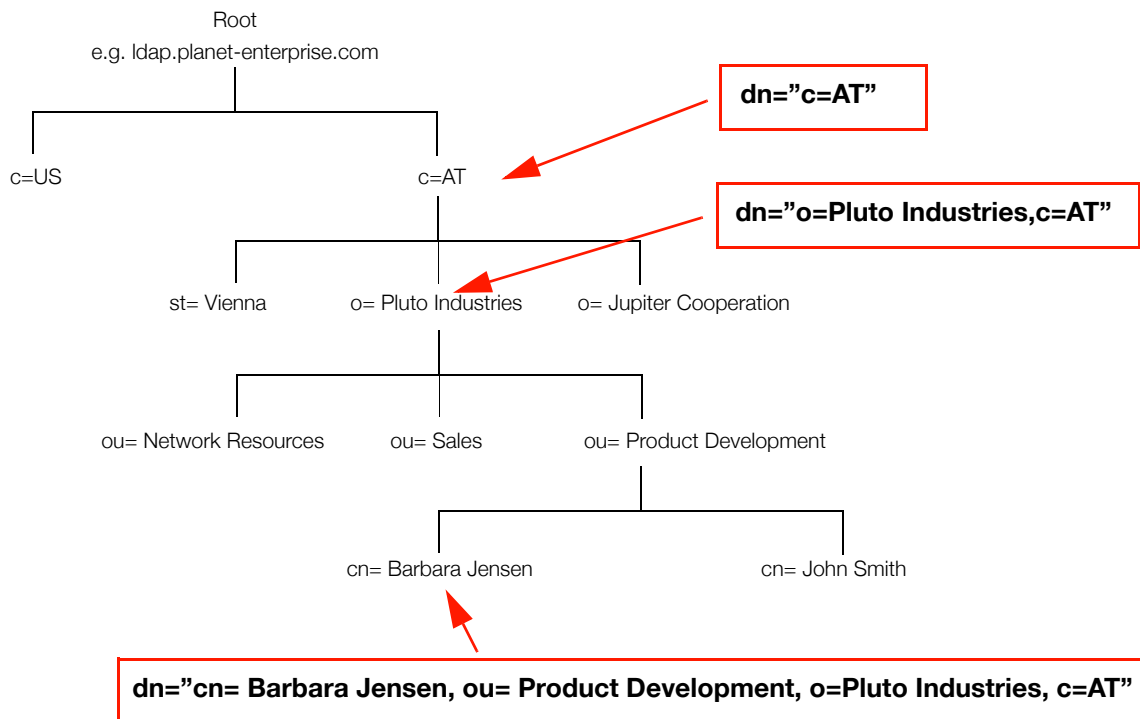 Root
e.g. ldap.planet-enterprise.com
dn=”c=AT”
c=US
c=AT
dn=”o=Pluto Industries,c=AT”
st= Vienna
o= Pluto Industries
o= Jupiter Cooperation
ou= Network Resources
ou= Sales
ou= Product Development
cn= Barbara Jensen
cn= John Smith
dn=”cn= Barbara Jensen, ou= Product Development, o=Pluto Industries, c=AT”